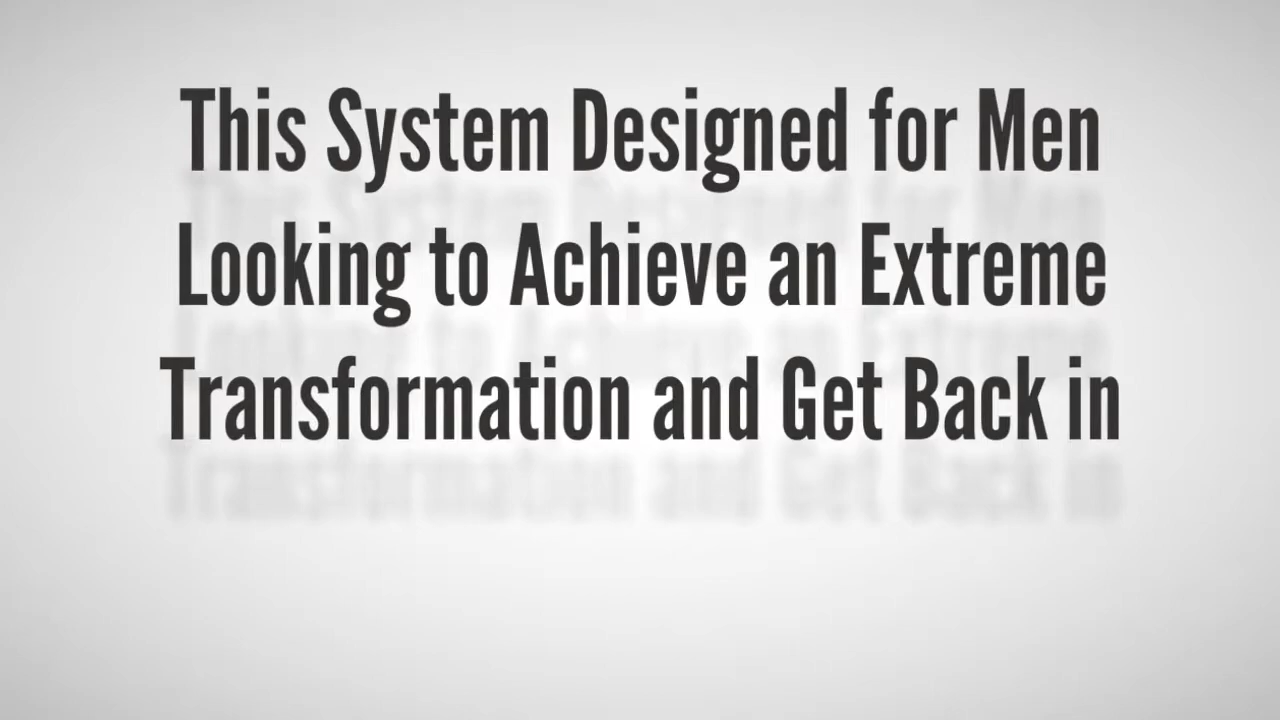 This System Designed for Men
Looking to Achieve an Extreme
Transformation and Get Back in